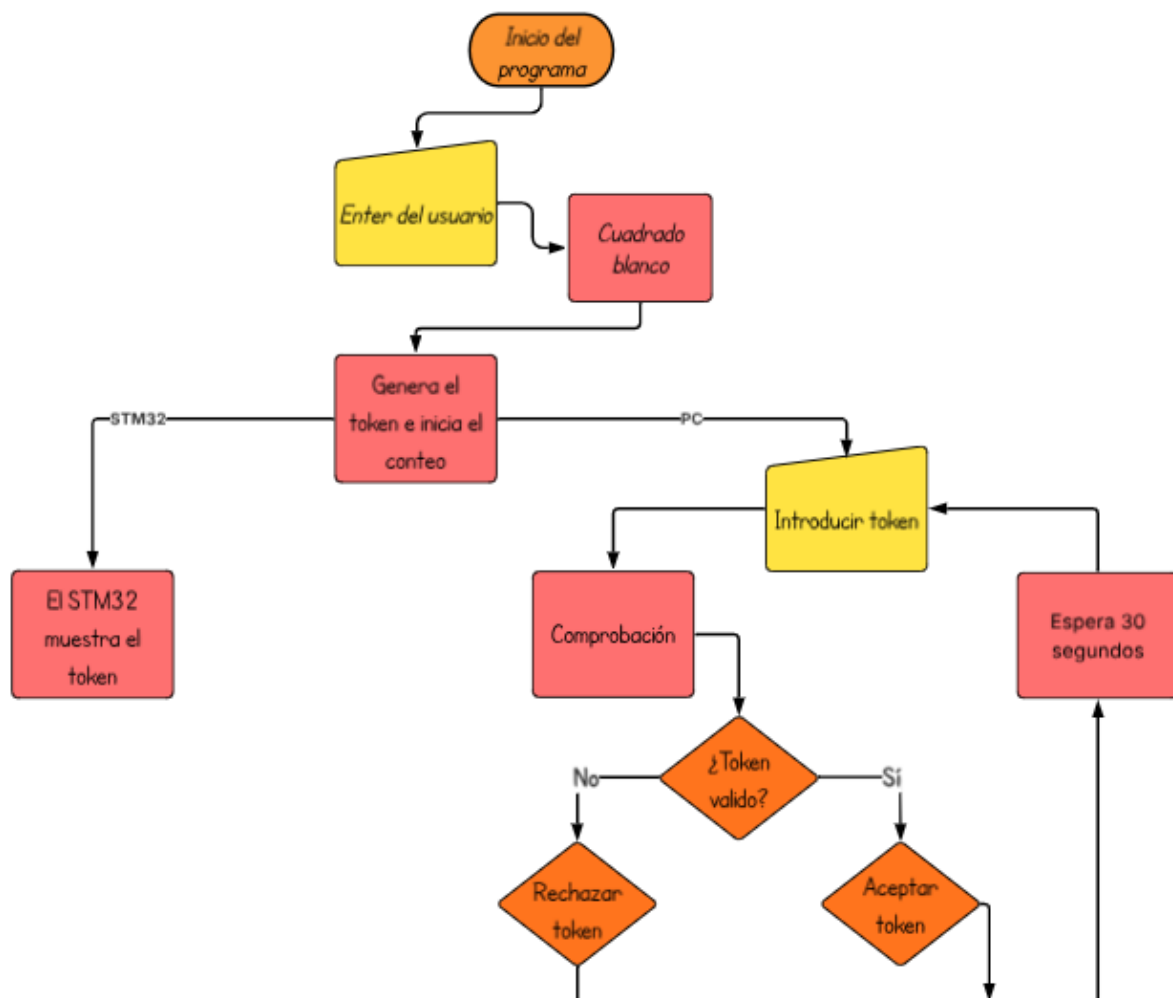 Inicio del
programa
Enter del usuario
Cuadrado
blanco
Genera el
token e inicia el
conteo
STM32
PC
Introducir token
El STM32
muestra el
token
Comprobación
Espera 30
segundos
¿Token
valido?
No
Sí
Rechazar
token
Aceptar
token